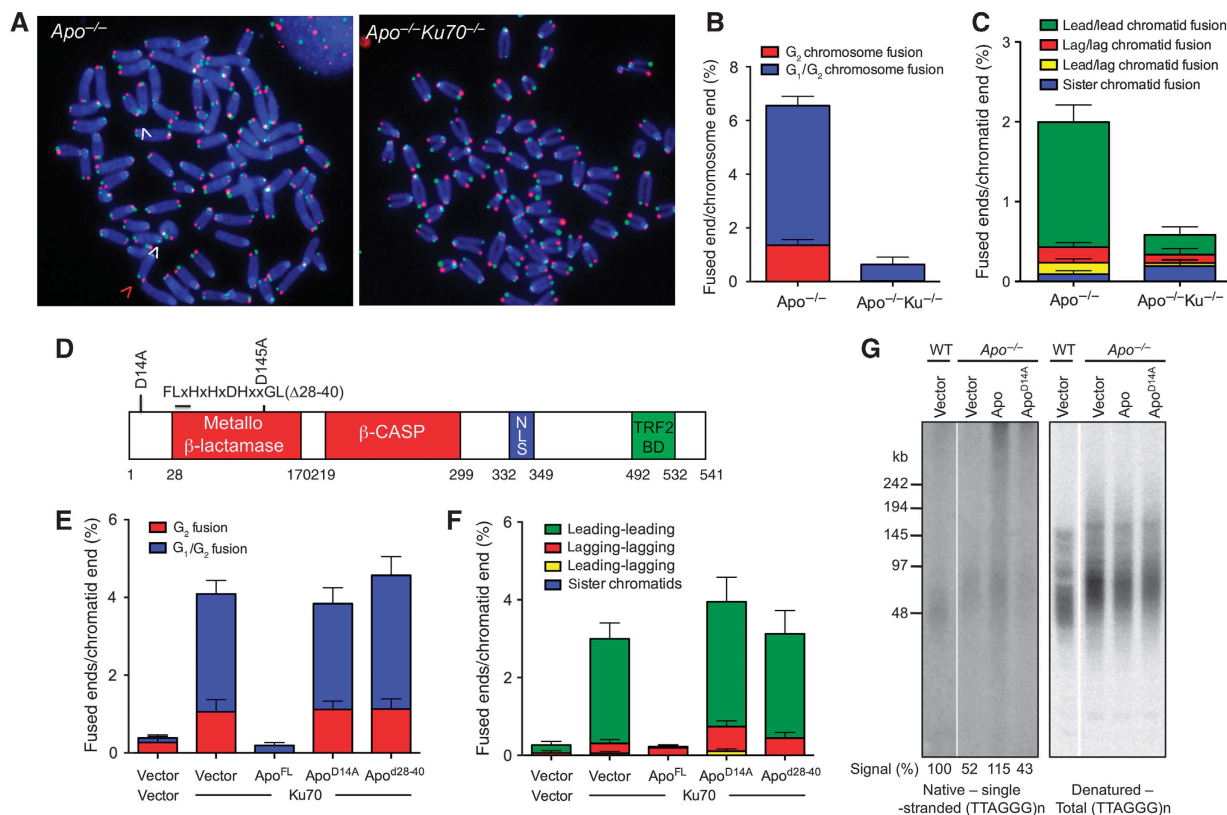 A
Apo−/−
Apo−/−Ku70−/−
B
G2 chromosome fusion
G1/G2 chromosome fusion
Fused end/chromosome end (%)
8
6
4
2
0
Apo−/−
Apo−/−Ku−/−
C
Lead/lead chromatid fusion
Lag/lag chromatid fusion
Lead/lag chromatid fusion
Sister chromatid fusion
Fused ends/chromatid end (%)
3
2
1
0
Apo−/−
Apo−/−Ku−/−
D
D14A
D145A
FLxHxHxDHxxGL(Δ28-40)
Metallo
β-lactamase
β-CASP
NLS
TRF2
BD
1 28 170 219 299 332 349 492 532 541
E
G2 fusion
G1/G2 fusion
Fused ends/chromatid end (%)
6
4
2
0
Vector Vector ApoFL ApoD14A Apod28-40
Vector Ku70
F
Leading-leading
Lagging-lagging
Leading-lagging
Sister chromatids
Fused ends/chromatid end (%)
6
4
2
0
Vector Vector ApoFL ApoD14A Apod28-40
Vector Ku70
G
WT Apo−/− WT Apo−/−
Vector Vector Apo ApoD14A Vector Vector Apo ApoD14A
kb
242
194
145
97
48
Signal (%) 100 52 115 43
Native – single
-stranded (TTAGGG)n
Denatured –
Total (TTAGGG)n